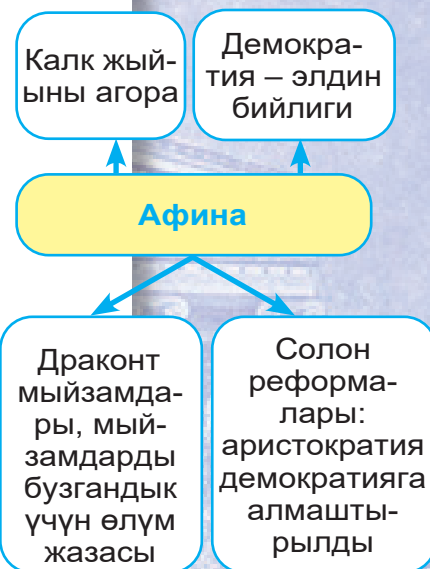 Калк жый-
ыны агора
Демокра-
тия – элдин
бийлиги
Афина
Драконт
мыйзамда-
ры, мый-
замдарды
бузгандык
үчүн өлүм
жазасы
Солон
реформа-
лары:
аристократия
демократияга
алмашты-
рылды